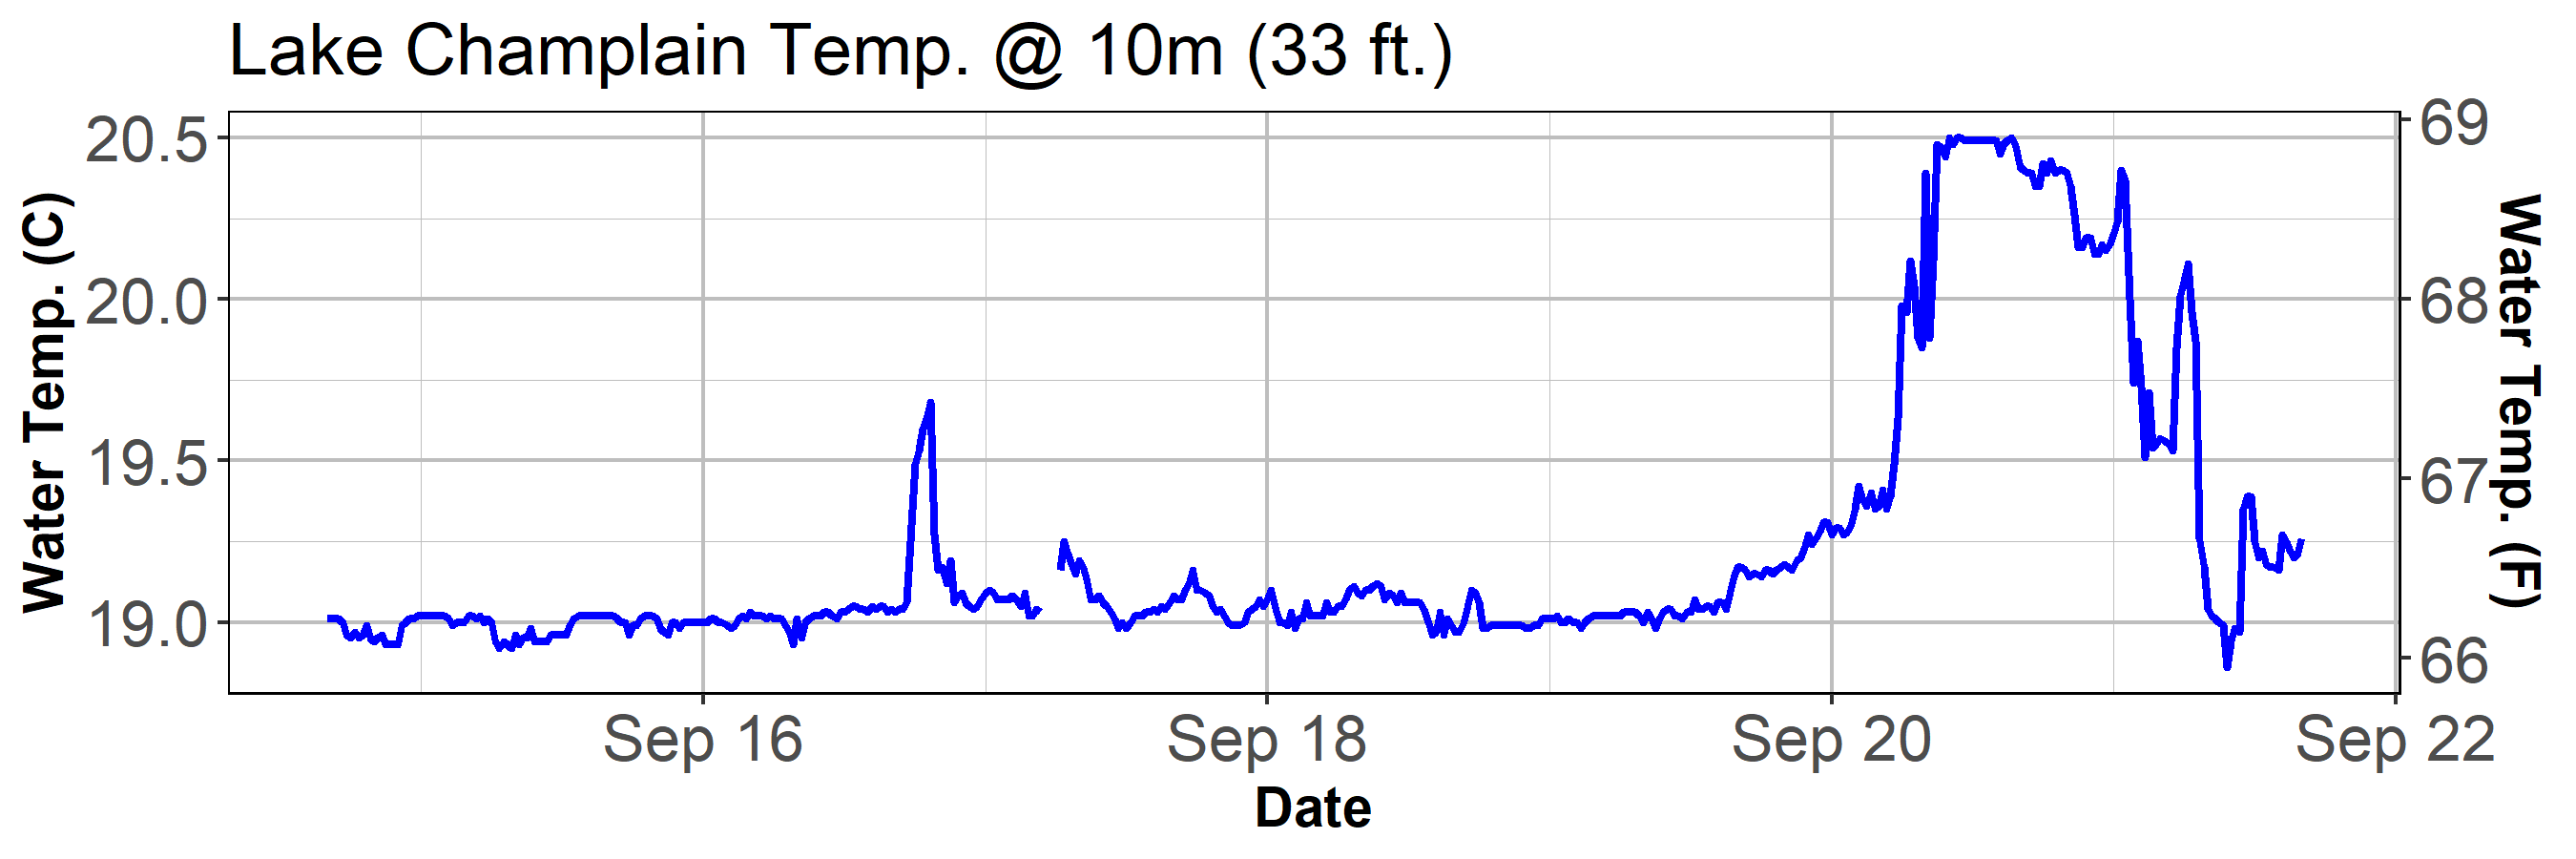 Lake Champlain Temp. @ 10m (33 ft.)
20.5
20.0
19.5
19.0
Water Temp. (C)
69
68
67
66
Water Temp. (F)
Sep 16
Sep 18
Sep 20
Sep 22
Date